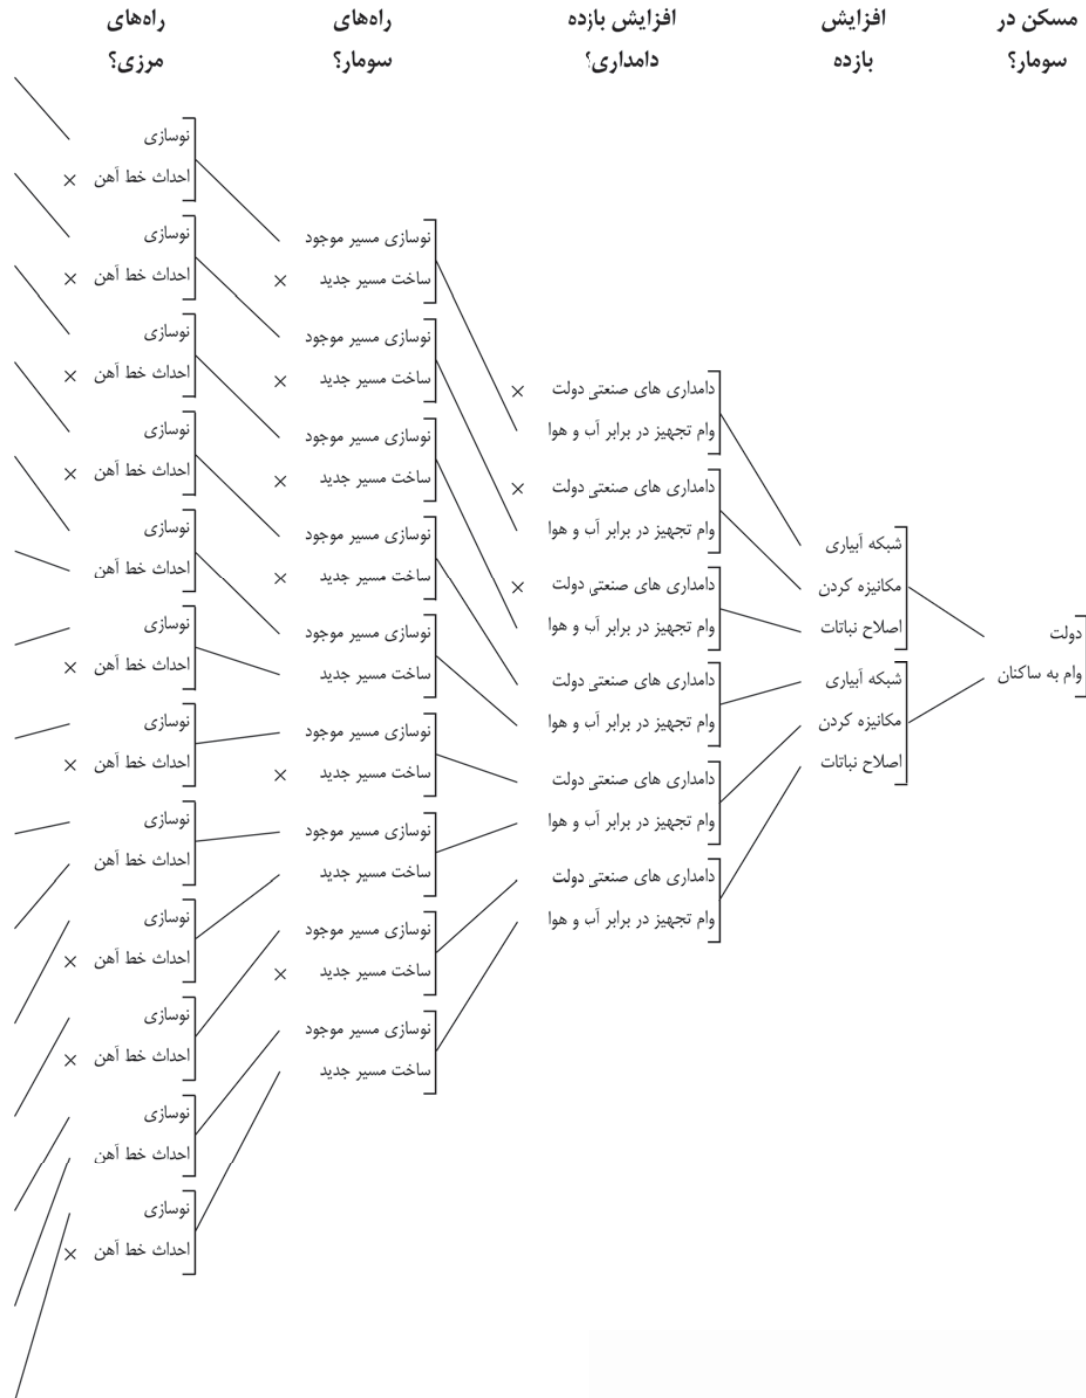 مسکن در
سومار؟
افزایش
بازده
افزایش بازده
دامداری؟
راه‌های
سومار؟
راه‌های
مرزی؟
دولت
وام به ساکنان
شبکه آبیاری
مکانیزه کردن
اصلاح نباتات
شبکه آبیاری
مکانیزه کردن
اصلاح نباتات
دامداری های صنعتی دولت ×
وام تجهیز در برابر آب و هوا
دامداری های صنعتی دولت ×
وام تجهیز در برابر آب و هوا
دامداری های صنعتی دولت ×
وام تجهیز در برابر آب و هوا
دامداری های صنعتی دولت
وام تجهیز در برابر آب و هوا
دامداری های صنعتی دولت
وام تجهیز در برابر آب و هوا
دامداری های صنعتی دولت
وام تجهیز در برابر آب و هوا
نوسازی مسیر موجود
ساخت مسیر جدید ×
نوسازی مسیر موجود
ساخت مسیر جدید ×
نوسازی مسیر موجود
ساخت مسیر جدید ×
نوسازی مسیر موجود
ساخت مسیر جدید ×
نوسازی مسیر موجود
ساخت مسیر جدید
نوسازی مسیر موجود
ساخت مسیر جدید ×
نوسازی مسیر موجود
ساخت مسیر جدید
نوسازی مسیر موجود
ساخت مسیر جدید ×
نوسازی مسیر موجود
ساخت مسیر جدید
نوسازی
احداث خط آهن ×
نوسازی
احداث خط آهن ×
نوسازی
احداث خط آهن ×
نوسازی
احداث خط آهن ×
نوسازی
احداث خط آهن
نوسازی
احداث خط آهن ×
نوسازی
احداث خط آهن ×
نوسازی
احداث خط آهن
نوسازی
احداث خط آهن ×
نوسازی
احداث خط آهن ×
نوسازی
احداث خط آهن
نوسازی
احداث خط آهن ×